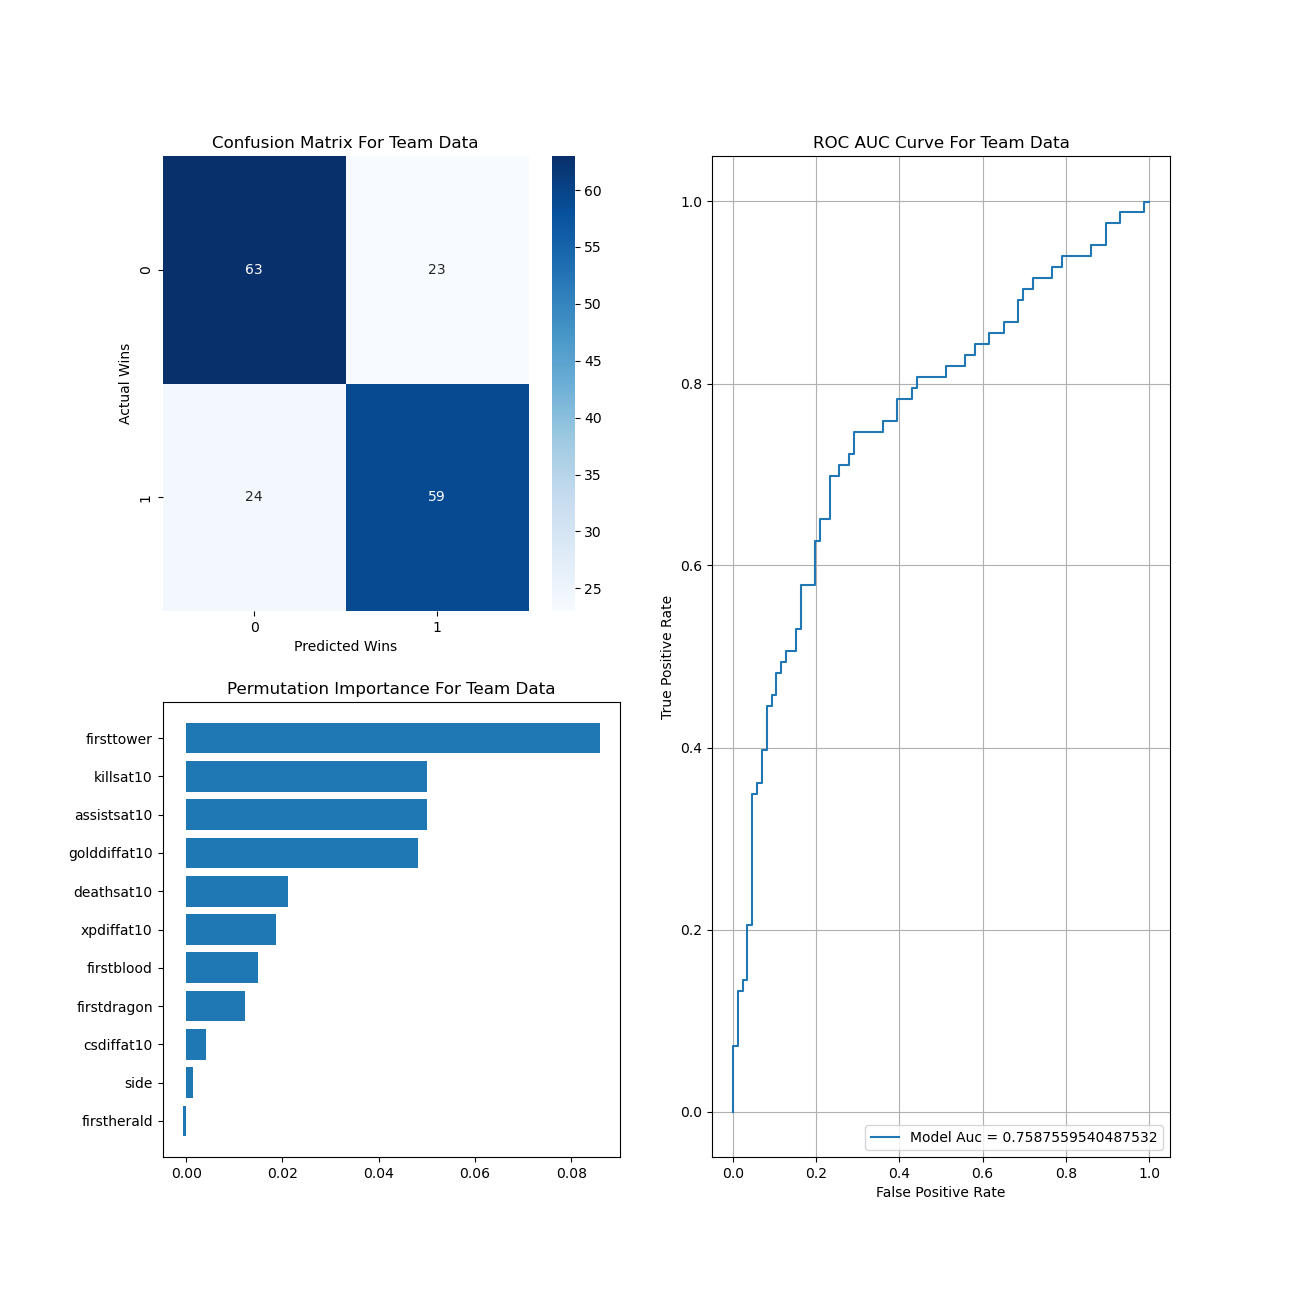 Confusion Matrix For Team Data
63 23
24 59
0
1
Actual Wins
0 1
Predicted Wins
60
55
50
45
40
35
30
25
Permutation Importance For Team Data
firsttower
killsat10
assistsat10
golddiffat10
deathsat10
xpdiffat10
firstblood
firstdragon
csdiffat10
side
firstherald
0.00 0.02 0.04 0.06 0.08
ROC AUC Curve For Team Data
1.0
0.8
0.6
0.4
0.2
0.0
True Positive Rate
Model Auc = 0.7587559540487532
0.0 0.2 0.4 0.6 0.8 1.0
False Positive Rate